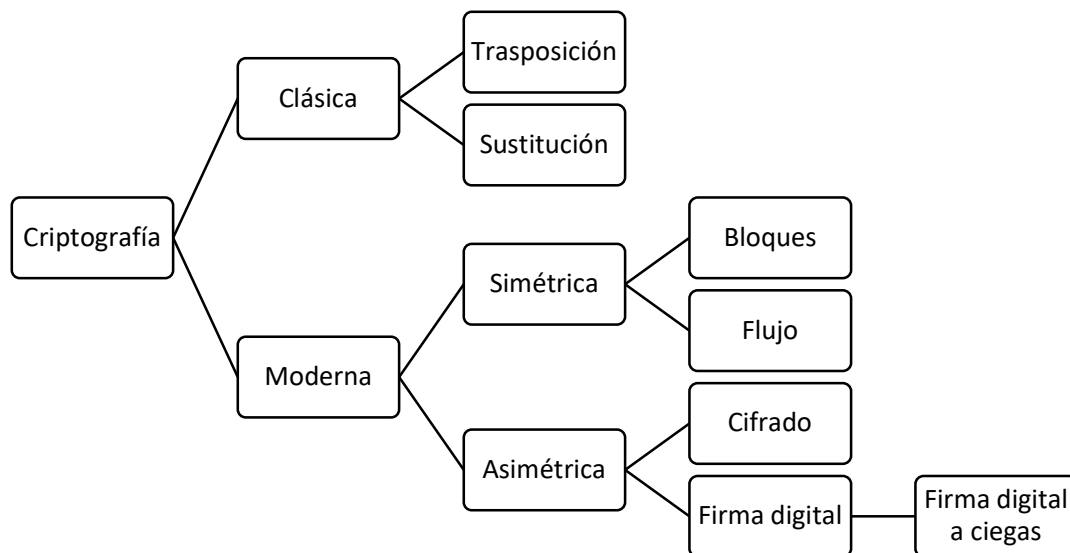 Trasposición
Clásica
Sustitución
Criptografía
Bloques
Simétrica
Flujo
Moderna
Cifrado
Asimétrica
Firma digital
Firma digital
a ciegas